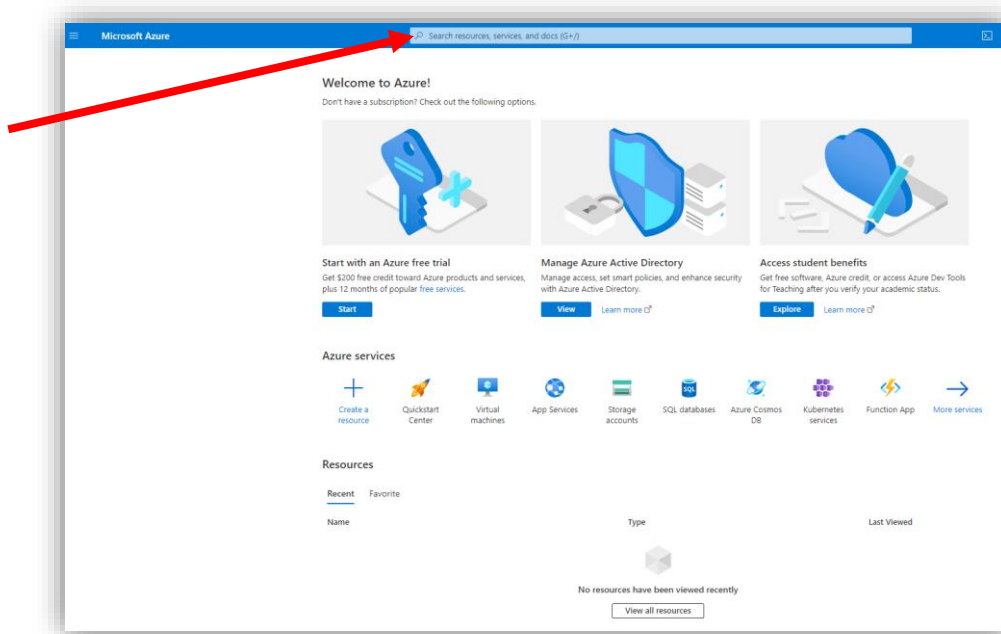 Microsoft Azure
Search resources, services, and docs (G+/)
Welcome to Azure!
Don't have a subscription? Check out the following options.
Start with an Azure free trial
Get $200 free credit toward Azure products and services,
plus 12 months of popular free services.
Start
Manage Azure Active Directory
Manage access, set smart policies, and enhance security
with Azure Active Directory.
View
Learn more
Access student benefits
Get free software, Azure credit, or access Azure Dev Tools
for Teaching after you verify your academic status.
Explore
Learn more
Azure services
Create a
resource
Quickstart
Center
Virtual
machines
App Services
Storage
accounts
SQL
SQL databases
Azure Cosmos
DB
Kubernetes
services
Function App
More services
Resources
Recent
Favorite
Name
Type
Last Viewed
No resources have been viewed recently
View all resources